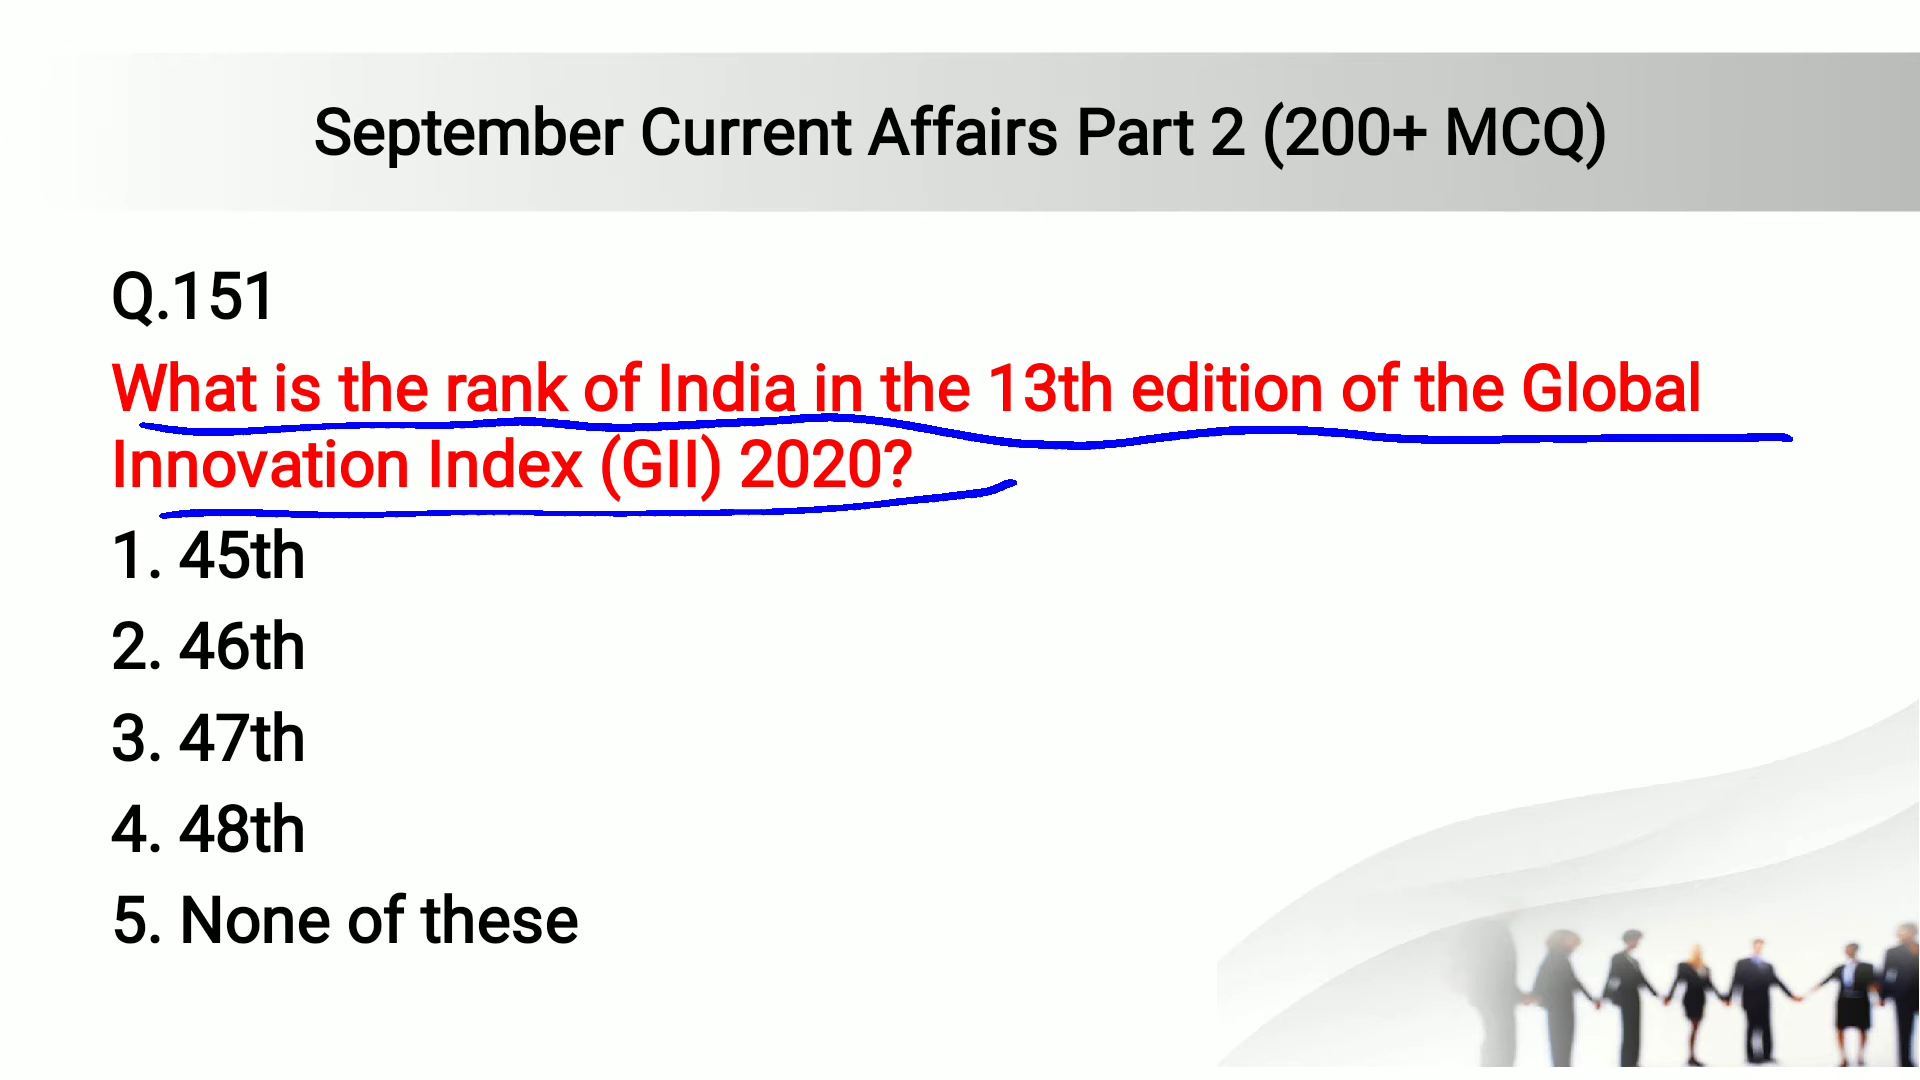 September Current Affairs Part 2 (200+ MCQ)
Q.151
What is the rank of India in the 13th edition of the Global
Innovation Index (GII) 2020?
1. 45th
2. 46th
3. 47th
4. 48th
5. None of these